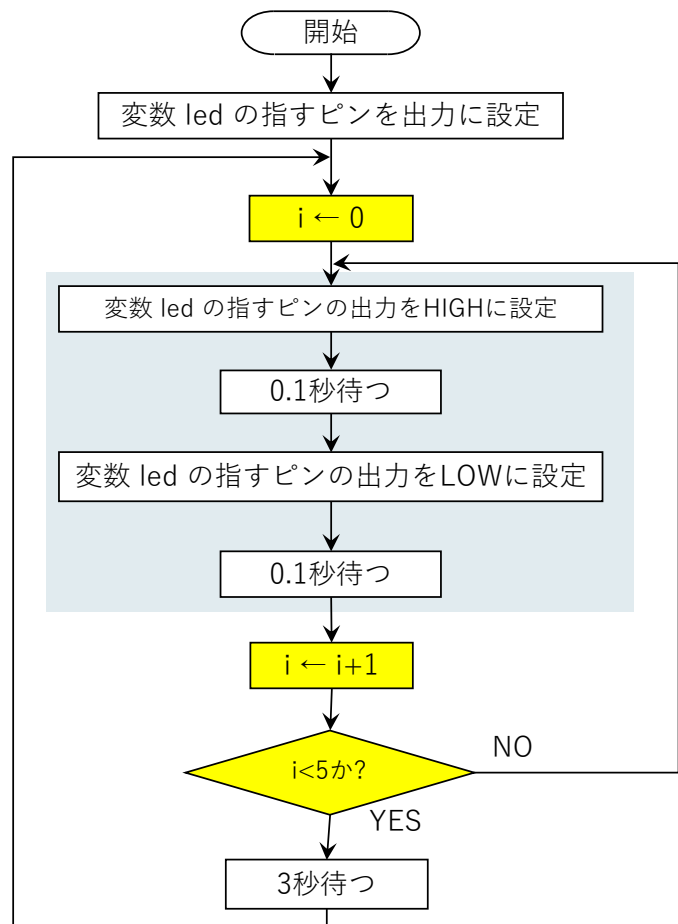 開始
変数 led の指すピンを出力に設定
i ← 0
変数 led の指すピンの出力をHIGHに設定
0.1秒待つ
変数 led の指すピンの出力をLOWに設定
0.1秒待つ
i ← i+1
i<5か?
NO
YES
3秒待つ